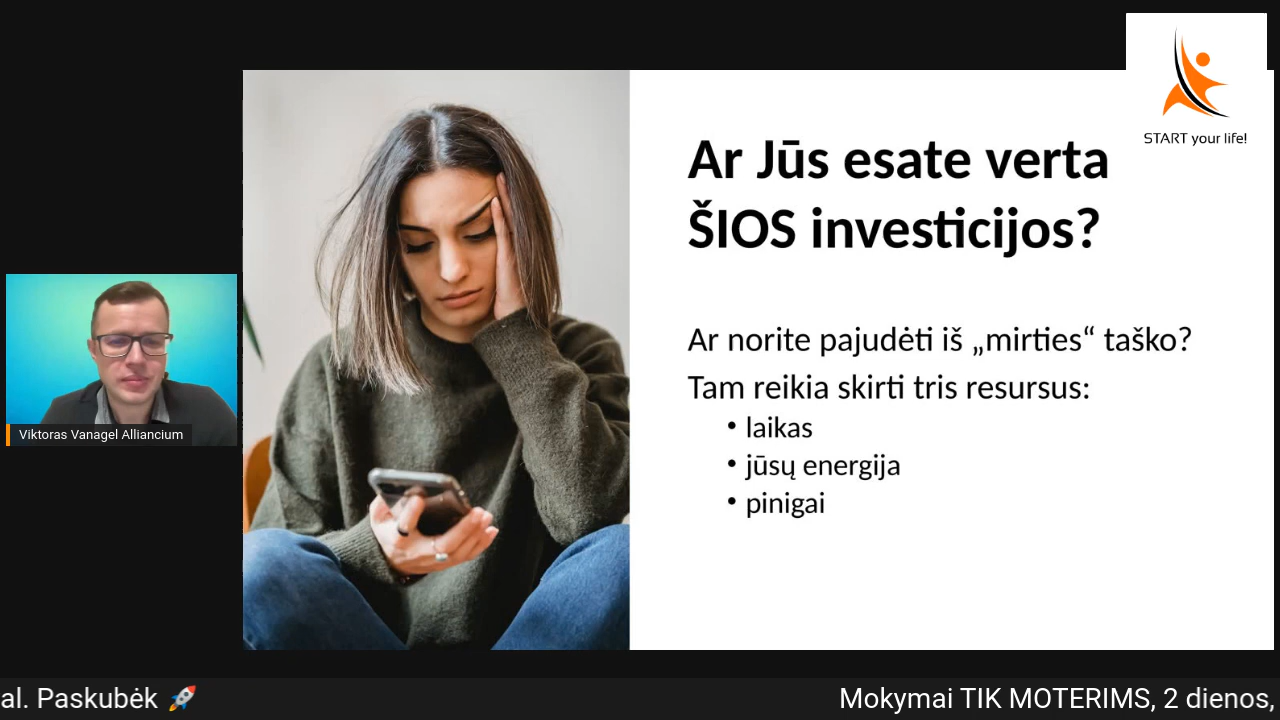 START your life!
Ar Jūs esate verta
ŠIOS investicijos?
Ar norite pajudėti iš „mirties“ taško?
Tam reikia skirti tris resursus:
• laikas
• jūsų energija
• pinigai
Viktoras Vanagel Alliancium
al. Paskubėk 🚀 Mokymai TIK MOTERIMS, 2 dienos,